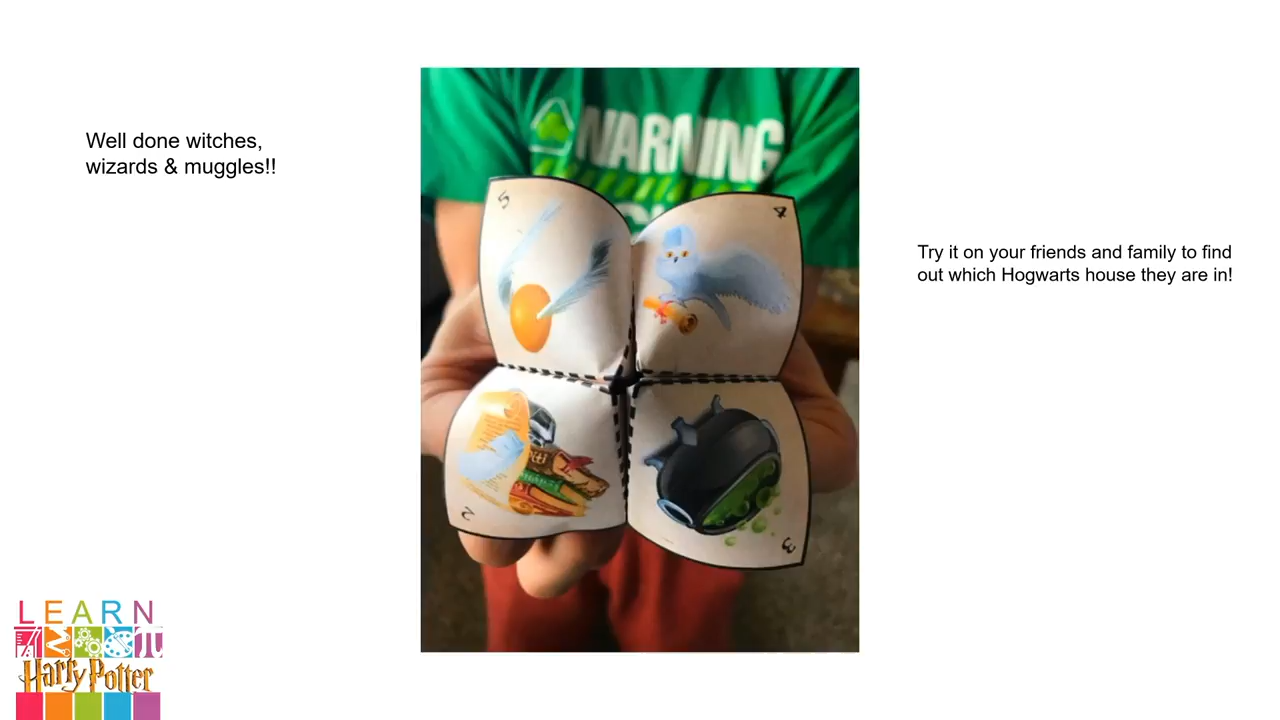 Well done witches,
wizards & muggles!!
Try it on your friends and family to find
out which Hogwarts house they are in!
WARNING
5
4
2
3
LEARN
Harry Potter